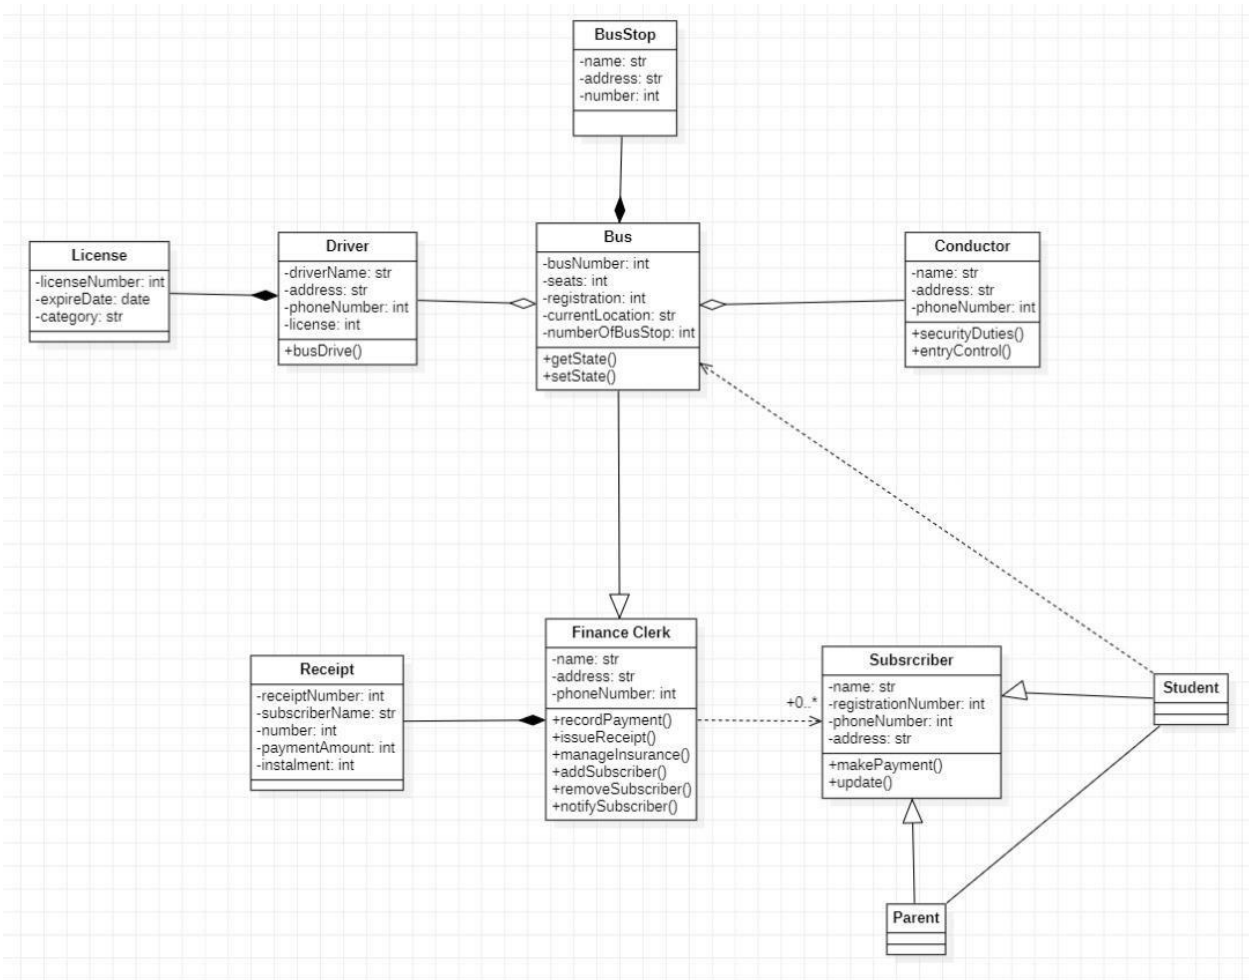 BusStop
-name: str
-address: str
-number: int
License
-licenseNumber: int
-expireDate: date
-category: str
Driver
-driverName: str
-address: str
-phoneNumber: int
-license: int
+busDrive()
Bus
-busNumber: int
-seats: int
-registration: int
-currentLocation: str
-numberOfBusStop: int
+getState()
+setState()
Conductor
-name: str
-address: str
-phoneNumber: int
+securityDuties()
+entryControl()
Receipt
-receiptNumber: int
-subscriberName: str
-number: int
-paymentAmount: int
-instalment: int
Finance Clerk
-name: str
-address: str
-phoneNumber: int
+recordPayment()
+issueReceipt()
+manageInsurance()
+addSubscriber()
+removeSubscriber()
+notifySubscriber()
+0..*
Subsrcriber
-name: str
-registrationNumber: int
-phoneNumber: int
-address: str
+makePayment()
+update()
Student
Parent